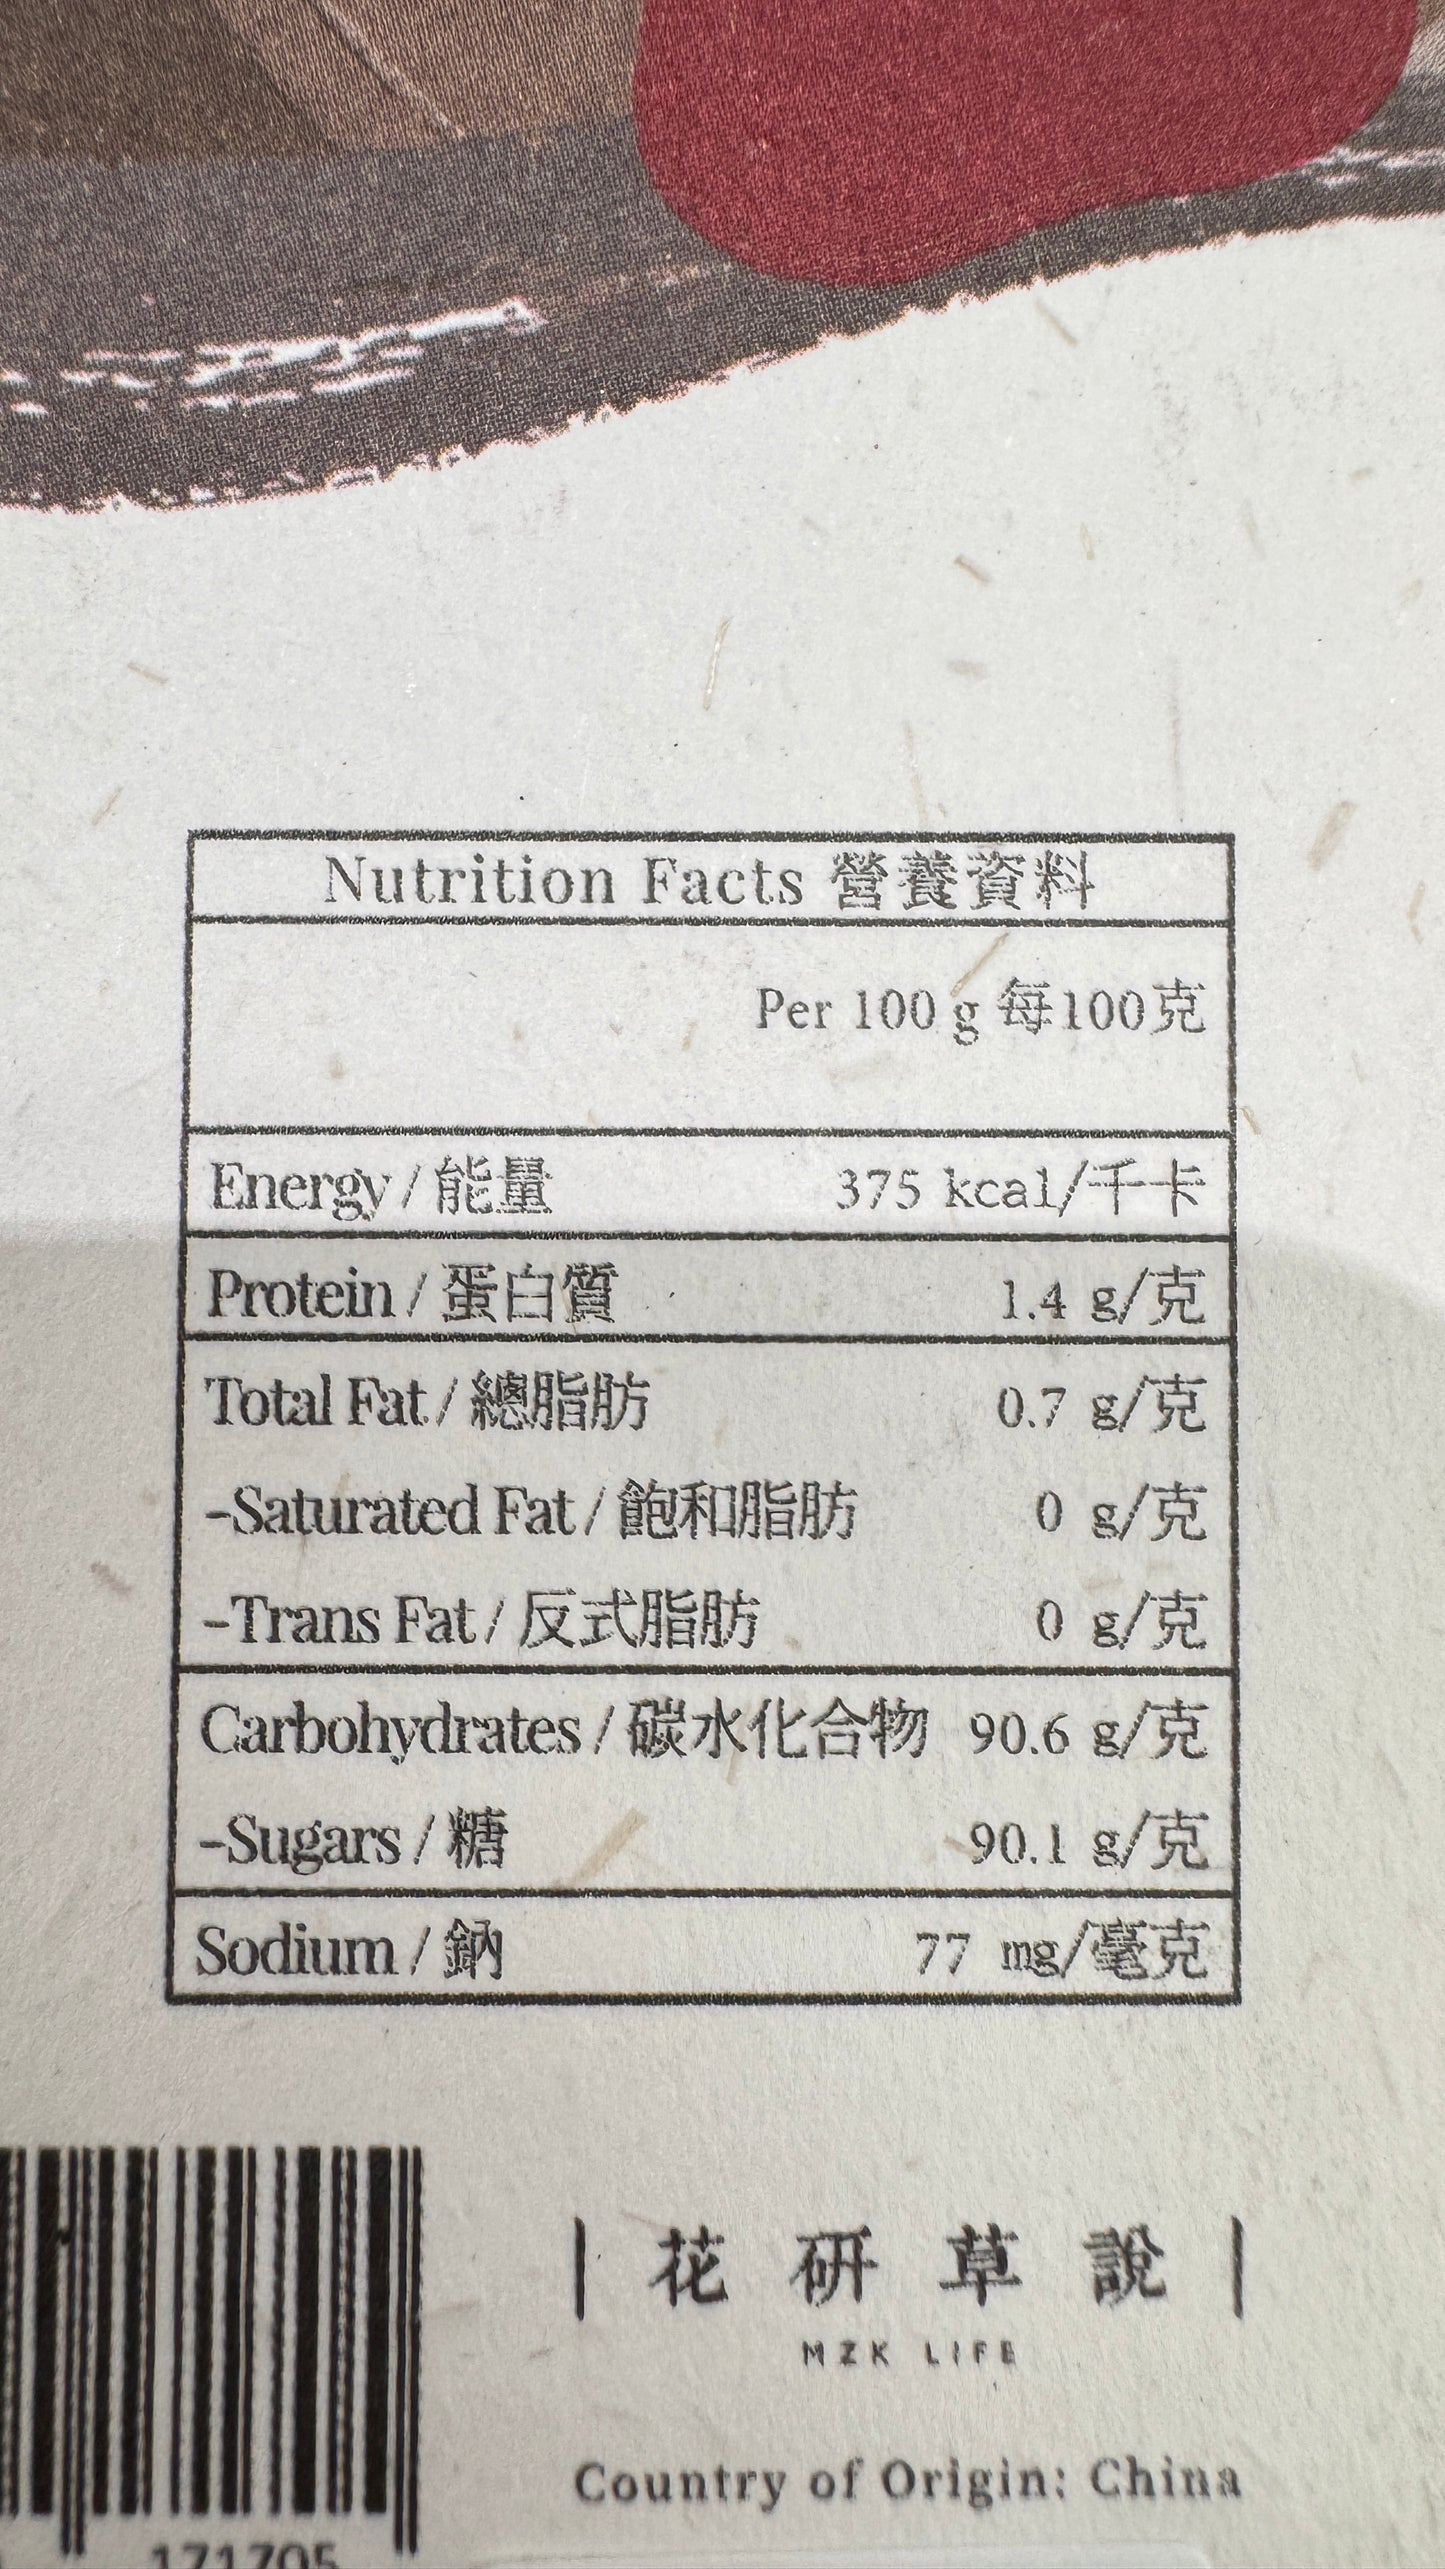 Nutrition Facts 營養資料
Per 100 g 每100克
Energy / 能量 375 kcal/千卡
Protein / 蛋白質 1.4 g/克
Total Fat / 總脂肪 0.7 g/克
-Saturated Fat / 飽和脂肪 0 g/克
-Trans Fat / 反式脂肪 0 g/克
Carbohydrates / 碳水化合物 90.6 g/克
-Sugars / 糖 90.1 g/克
Sodium / 鈉 77 mg/毫克
| 花研草說 |
MZK LIFE
Country of Origin: China
171705